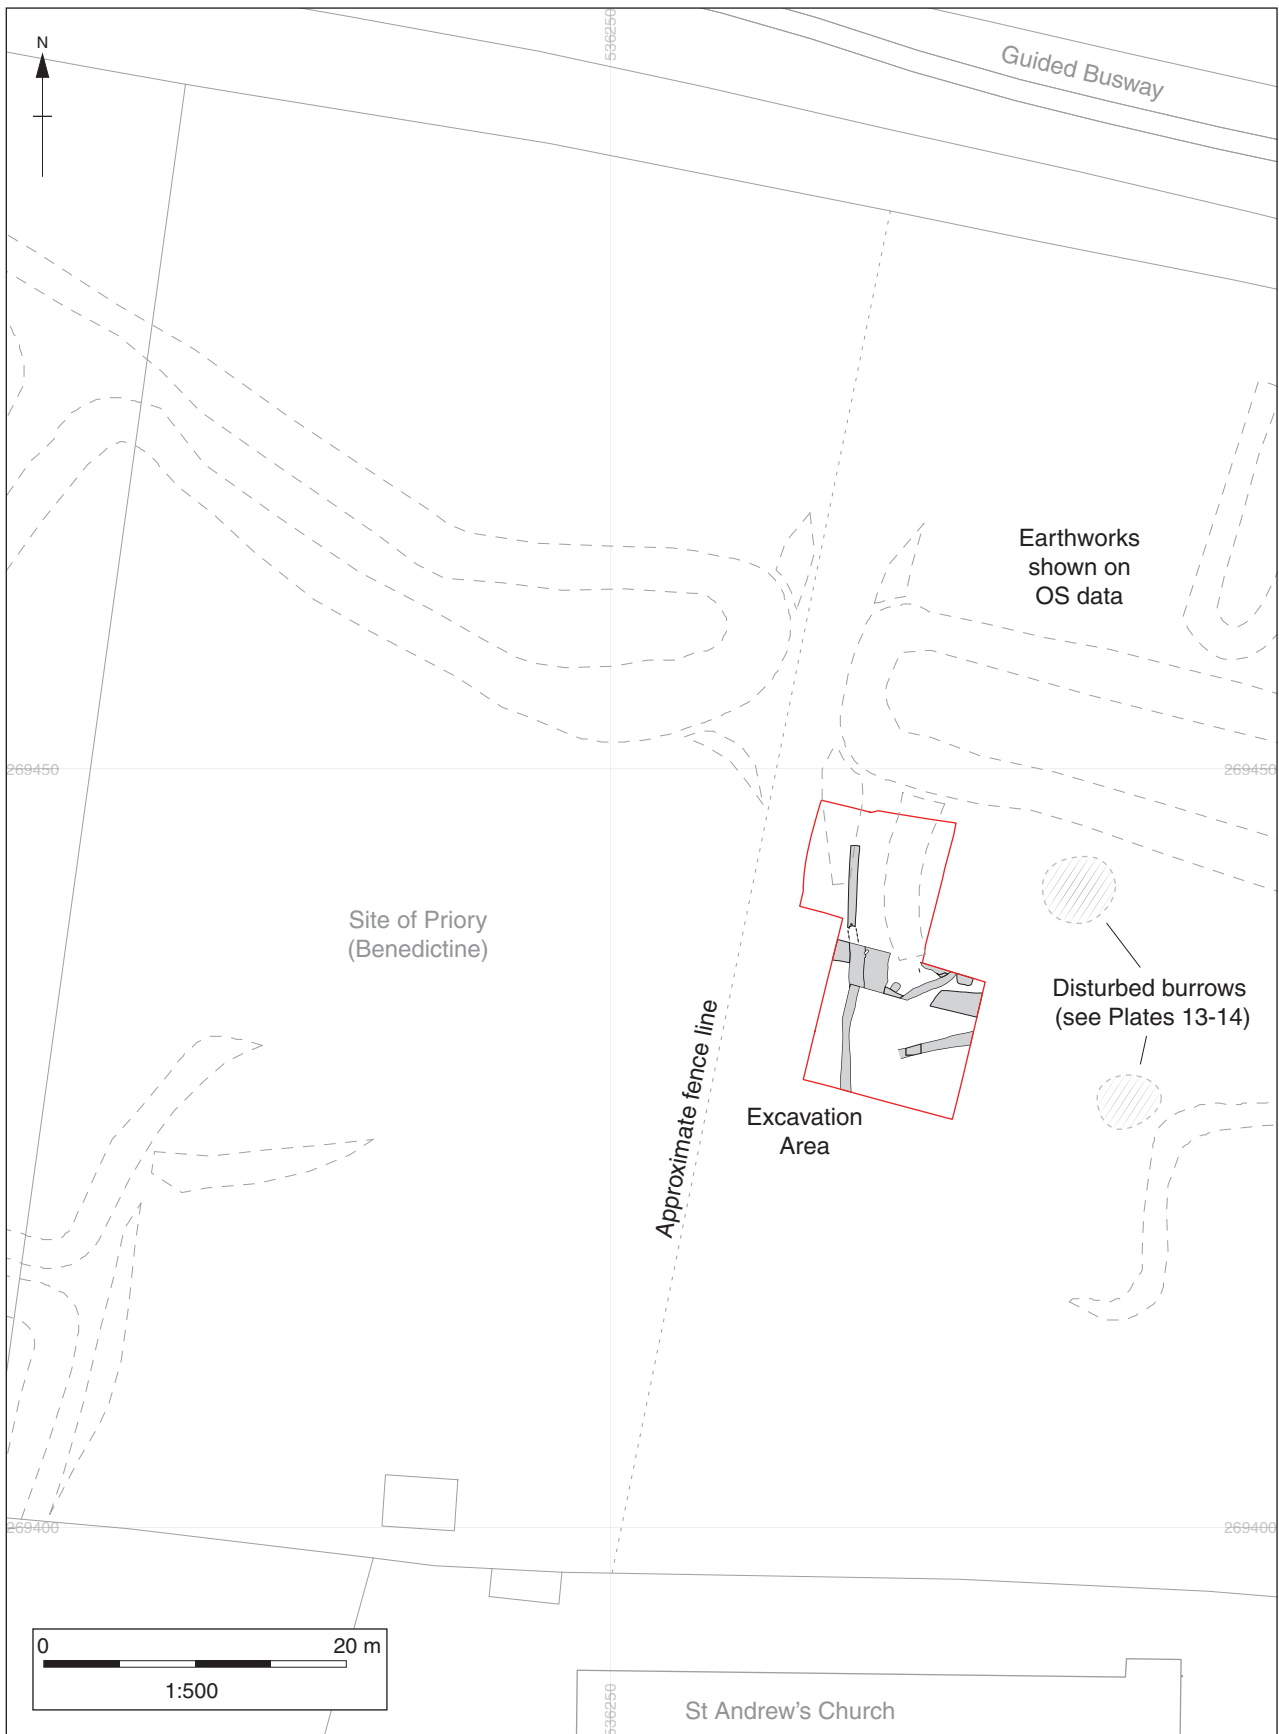 N
536250
Guided Busway
Earthworks
shown on
OS data
269450
269450
Site of Priory
(Benedictine)
Disturbed burrows
(see Plates 13-14)
Approximate fence line
Excavation
Area
269400
269400
0 20 m
1:500
536250
St Andrew's Church